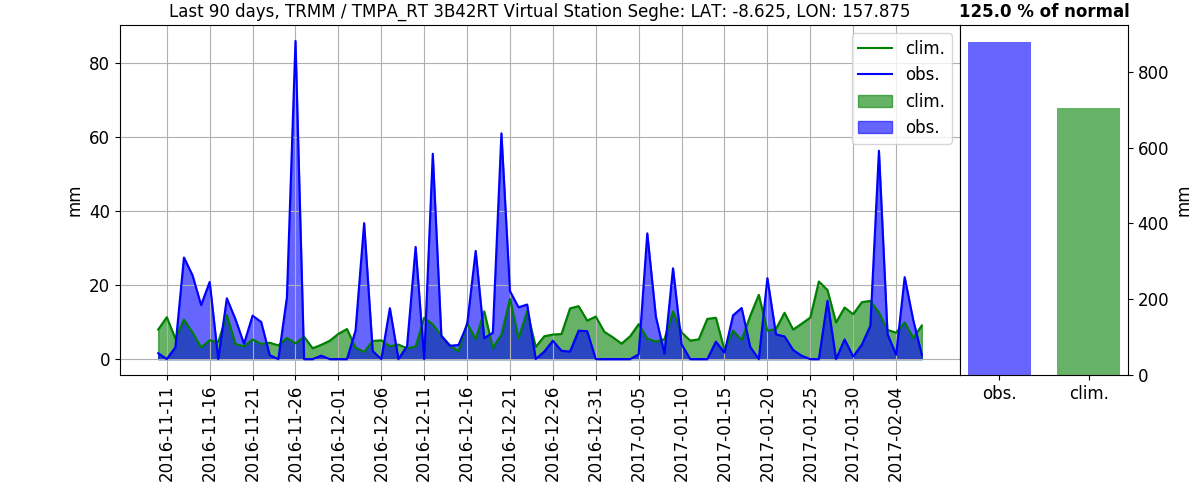 Last 90 days, TRMM / TMPA_RT 3B42RT Virtual Station Seghe: LAT: -8.625, LON: 157.875
125.0 % of normal
clim.
obs.
clim.
obs.
mm
80
60
40
20
0
2016-11-11
2016-11-16
2016-11-21
2016-11-26
2016-12-01
2016-12-06
2016-12-11
2016-12-16
2016-12-21
2016-12-26
2016-12-31
2017-01-05
2017-01-10
2017-01-15
2017-01-20
2017-01-25
2017-01-30
2017-02-04
800
600
400
200
0
mm
obs.
clim.